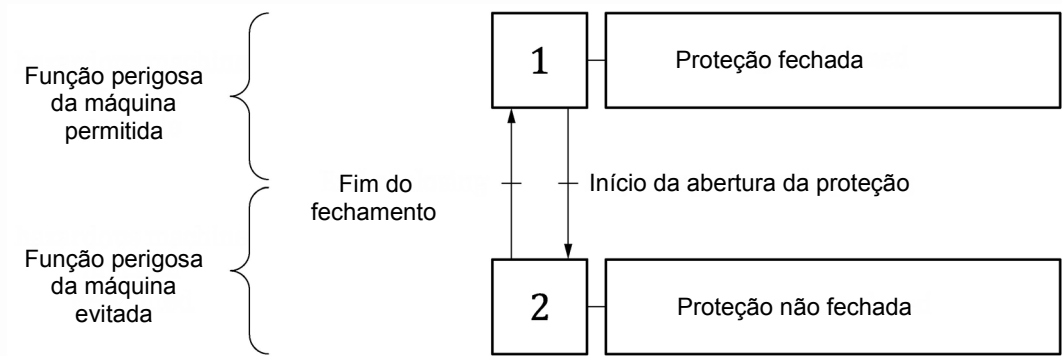 Função perigosa
da máquina
permitida
1
Proteção fechada
Fim do
fechamento
Início da abertura da proteção
Função perigosa
da máquina
evitada
2
Proteção não fechada